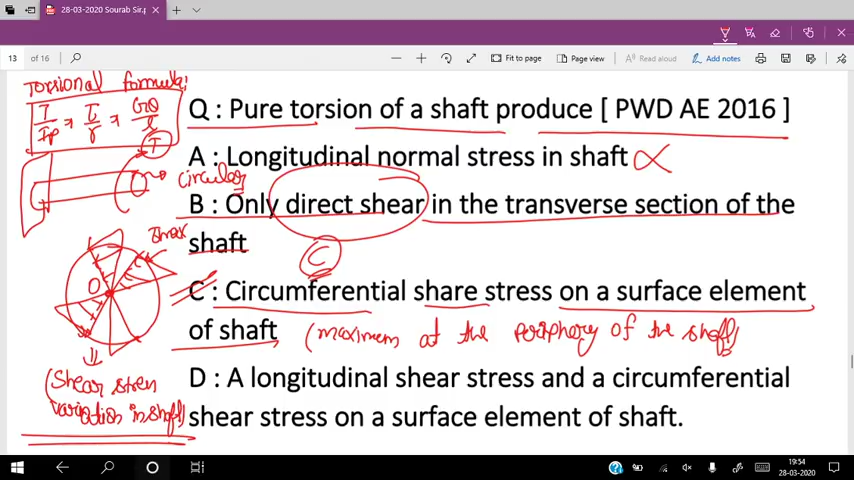 28-03-2020 Sourab Sir.p
13 of 16
Fit to page
Page view
Read aloud
Add notes
Torsional formula:
T/Ip = τ/r = Gθ/l
T
Q : Pure torsion of a shaft produce [ PWD AE 2016 ]
A : Longitudinal normal stress in shaft
circular
B : Only direct shear in the transverse section of the
shaft
C
τmax
O
C : Circumferential share stress on a surface element
of shaft (maximum at the periphery of the shaft)
(Shear stress
variation in shaft)
D : A longitudinal shear stress and a circumferential
shear stress on a surface element of shaft.
19:54
28-03-2020